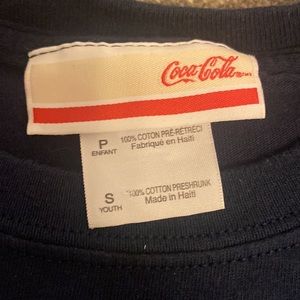 Coca-Cola
P
ENFANT
100% COTON PRÉ-RÉTRÉCI
Fabriqué en Haïti
S
YOUTH
100% COTTON PRESHRUNK
Made in Haiti